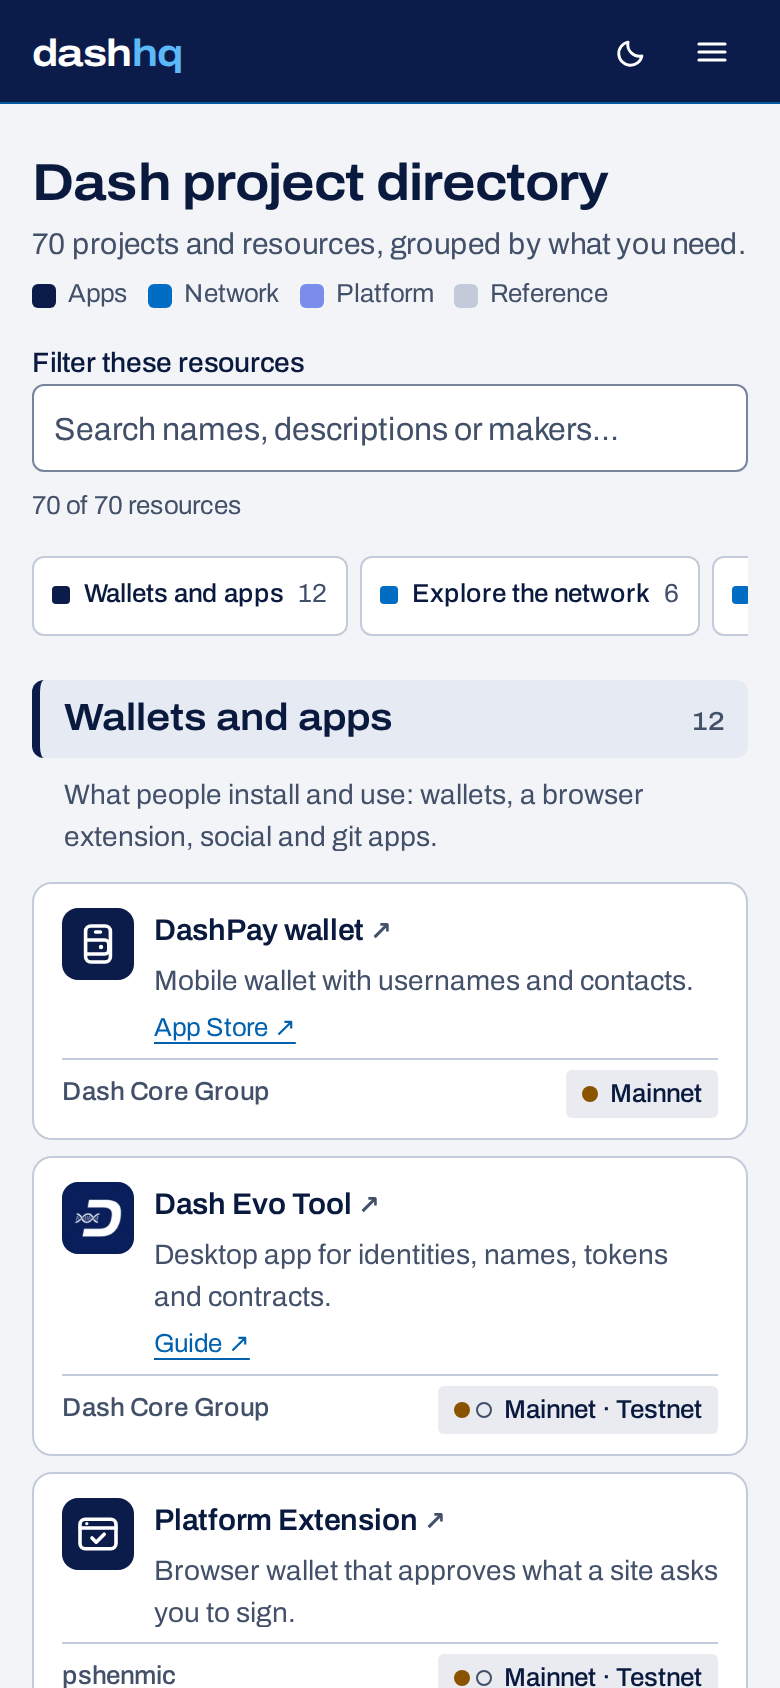 dashhq
Dash project directory
70 projects and resources, grouped by what you need.
Apps Network Platform Reference
Filter these resources
Search names, descriptions or makers...
70 of 70 resources
Wallets and apps 12 Explore the network 6
Wallets and apps 12
What people install and use: wallets, a browser
extension, social and git apps.
DashPay wallet ↗
Mobile wallet with usernames and contacts.
App Store ↗
Dash Core Group Mainnet
Dash Evo Tool ↗
Desktop app for identities, names, tokens
and contracts.
Guide ↗
Dash Core Group Mainnet · Testnet
Platform Extension ↗
Browser wallet that approves what a site asks
you to sign.
pshenmic Mainnet · Testnet